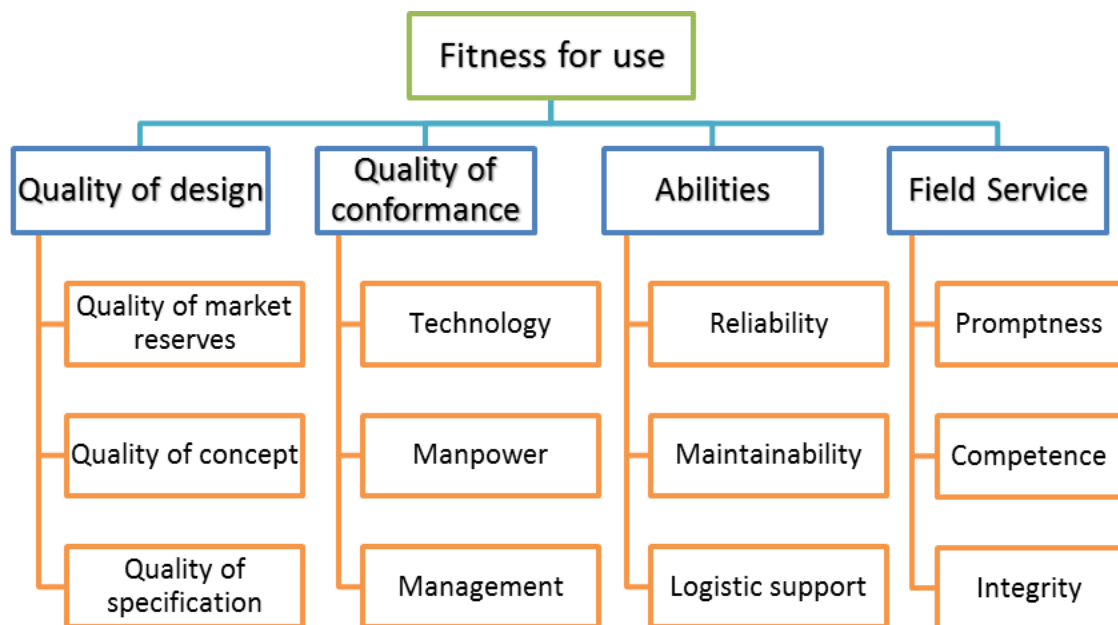 Fitness for use
Quality of design
Quality of
conformance
Abilities
Field Service
Quality of market
reserves
Technology
Reliability
Promptness
Quality of concept
Manpower
Maintainability
Competence
Quality of
specification
Management
Logistic support
Integrity